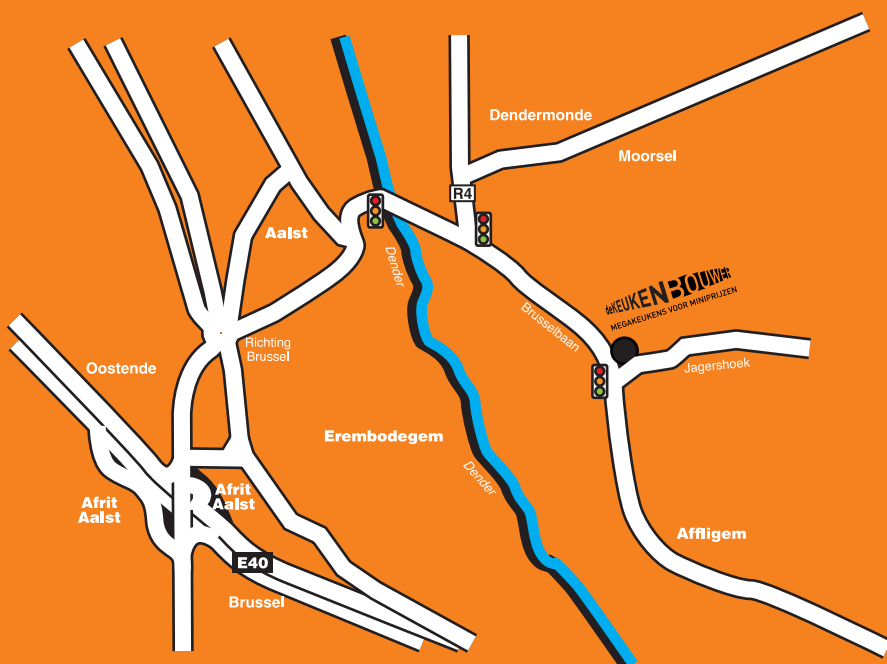 Dendermonde
Moorsel
R4
Aalst
Dender
deKEUKENBOUWER
MEGAKEUKENS VOOR MINIPRIJZEN
Brusselbaan
Richting
Brussel
Oostende
Jagershoek
Erembodegem
Dender
Afrit
Aalst
Afrit
Aalst
Affligem
E40
Brussel